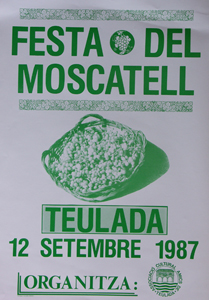 FESTA DEL
MOSCATELL
TEULADA
12 SETEMBRE 1987
ORGANITZA: